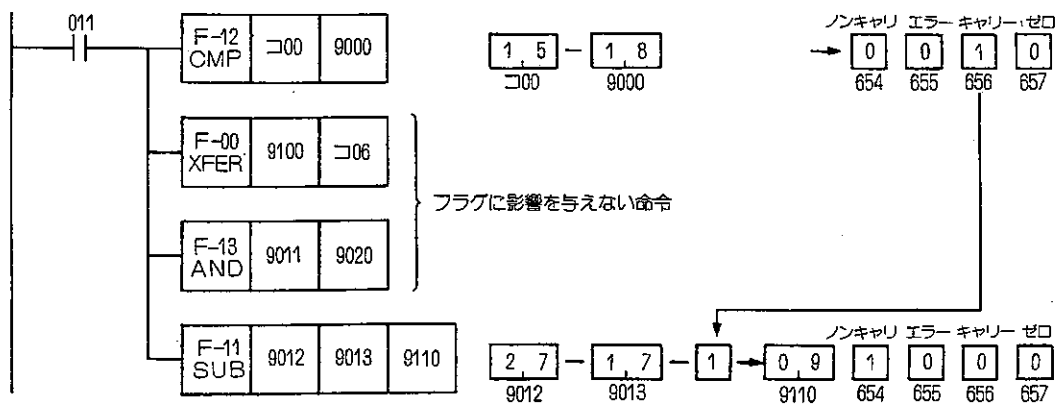 011
F-12 CMP コ00 9000
1 5 － 1 8 → ノンキャリ エラー キャリー ゼロ
0 0 1 0
コ00 9000 654 655 656 657
F-00 XFER 9100 コ06
フラグに影響を与えない命令
F-13 AND 9011 9020
F-11 SUB 9012 9013 9110
ノンキャリ エラー キャリー ゼロ
2 7 － 1 7 － 1 → 0 9 1 0 0 0
9012 9013 9110 654 655 656 657